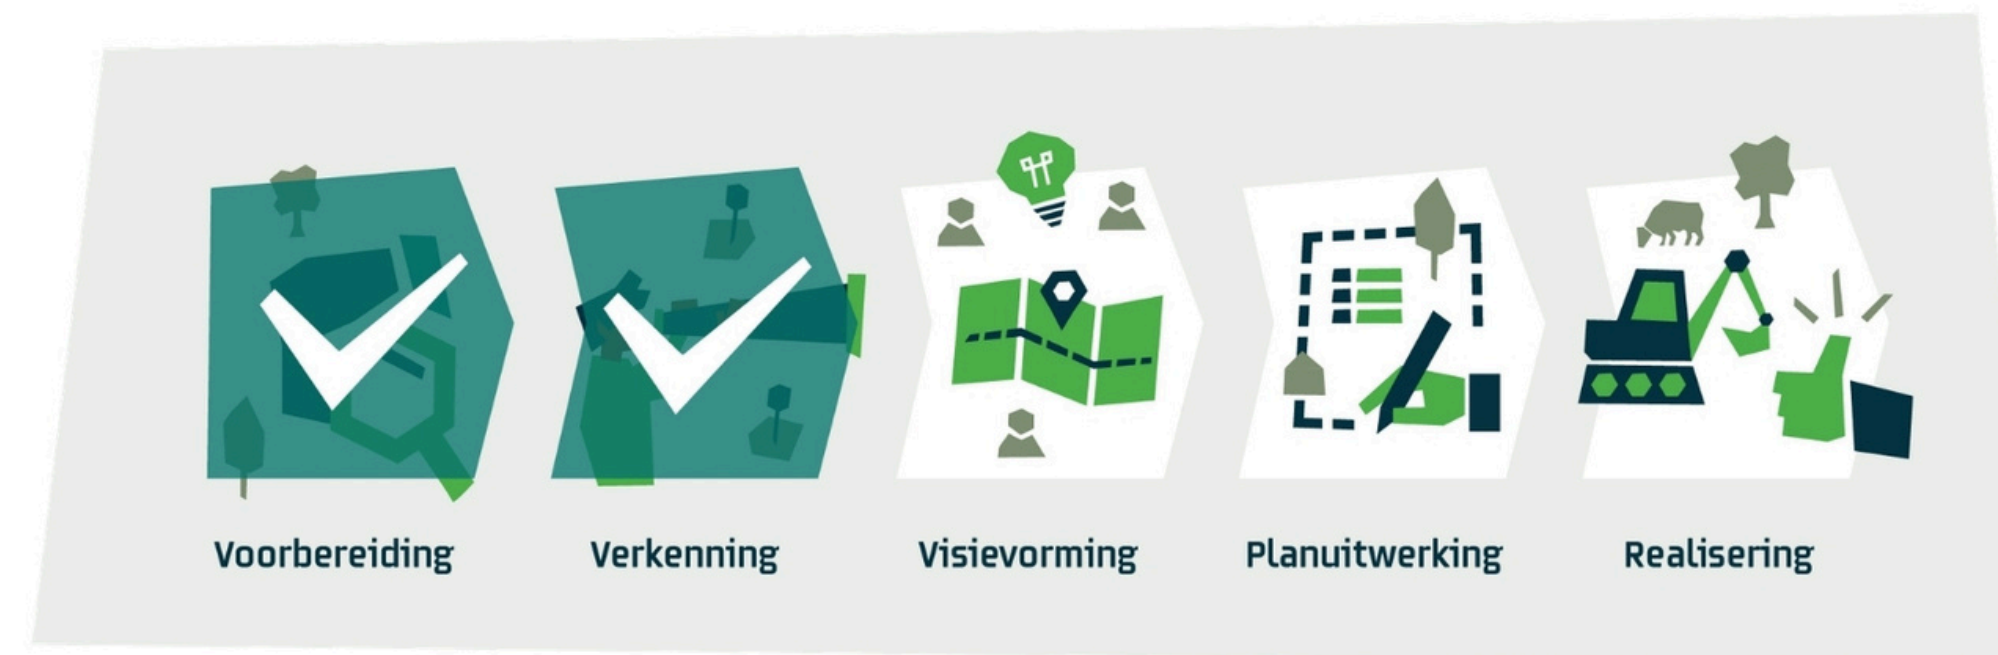 Voorbereiding
Verkenning
Visievorming
Planuitwerking
Realisering